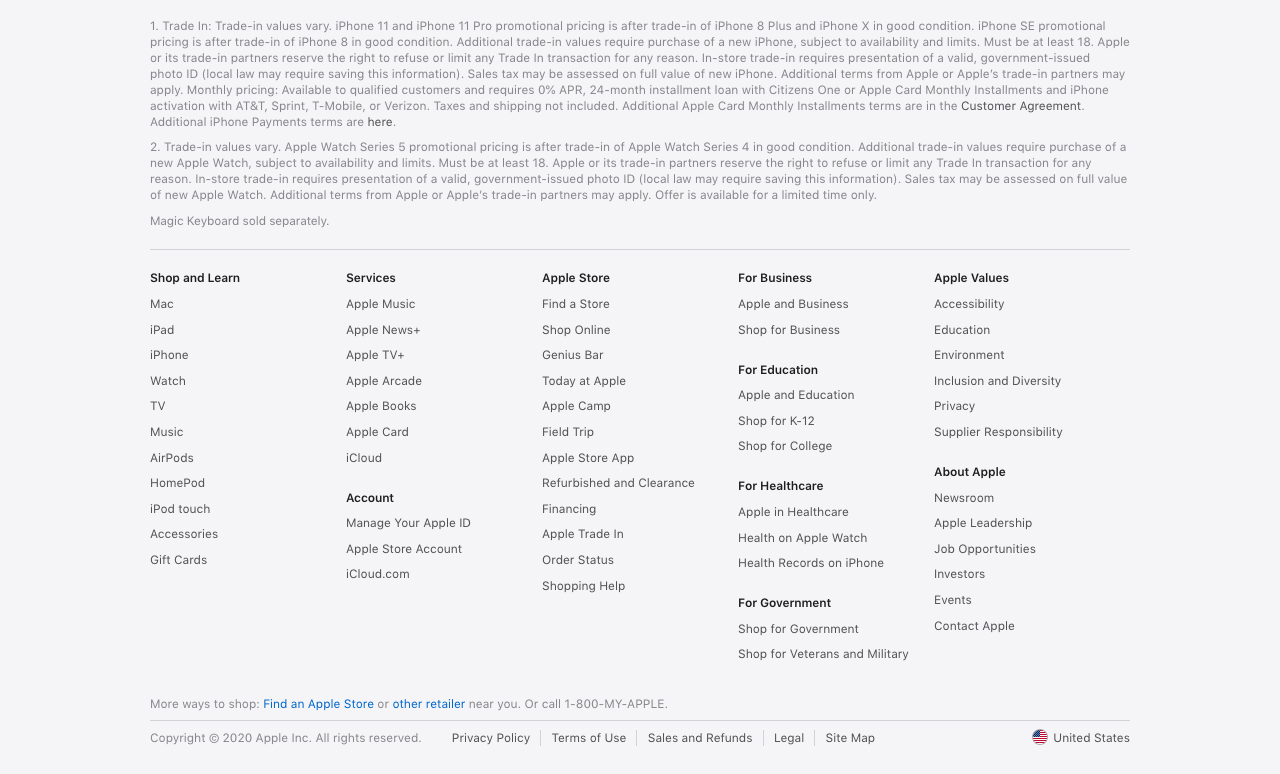 1. Trade In: Trade-in values vary. iPhone 11 and iPhone 11 Pro promotional pricing is after trade-in of iPhone 8 Plus and iPhone X in good condition. iPhone SE promotional
pricing is after trade-in of iPhone 8 in good condition. Additional trade-in values require purchase of a new iPhone, subject to availability and limits. Must be at least 18. Apple
or its trade-in partners reserve the right to refuse or limit any Trade In transaction for any reason. In-store trade-in requires presentation of a valid, government-issued
photo ID (local law may require saving this information). Sales tax may be assessed on full value of new iPhone. Additional terms from Apple or Apple’s trade-in partners may
apply. Monthly pricing: Available to qualified customers and requires 0% APR, 24-month installment loan with Citizens One or Apple Card Monthly Installments and iPhone
activation with AT&T, Sprint, T-Mobile, or Verizon. Taxes and shipping not included. Additional Apple Card Monthly Installments terms are in the Customer Agreement.
Additional iPhone Payments terms are here.
2. Trade-in values vary. Apple Watch Series 5 promotional pricing is after trade-in of Apple Watch Series 4 in good condition. Additional trade-in values require purchase of a
new Apple Watch, subject to availability and limits. Must be at least 18. Apple or its trade-in partners reserve the right to refuse or limit any Trade In transaction for any
reason. In-store trade-in requires presentation of a valid, government-issued photo ID (local law may require saving this information). Sales tax may be assessed on full value
of new Apple Watch. Additional terms from Apple or Apple’s trade-in partners may apply. Offer is available for a limited time only.
Magic Keyboard sold separately.
Shop and Learn
Mac
iPad
iPhone
Watch
TV
Music
AirPods
HomePod
iPod touch
Accessories
Gift Cards
Services
Apple Music
Apple News+
Apple TV+
Apple Arcade
Apple Books
Apple Card
iCloud
Account
Manage Your Apple ID
Apple Store Account
iCloud.com
Apple Store
Find a Store
Shop Online
Genius Bar
Today at Apple
Apple Camp
Field Trip
Apple Store App
Refurbished and Clearance
Financing
Apple Trade In
Order Status
Shopping Help
For Business
Apple and Business
Shop for Business
For Education
Apple and Education
Shop for K-12
Shop for College
For Healthcare
Apple in Healthcare
Health on Apple Watch
Health Records on iPhone
For Government
Shop for Government
Shop for Veterans and Military
Apple Values
Accessibility
Education
Environment
Inclusion and Diversity
Privacy
Supplier Responsibility
About Apple
Newsroom
Apple Leadership
Job Opportunities
Investors
Events
Contact Apple
More ways to shop: Find an Apple Store or other retailer near you. Or call 1-800-MY-APPLE.
Copyright © 2020 Apple Inc. All rights reserved. Privacy Policy Terms of Use Sales and Refunds Legal Site Map United States